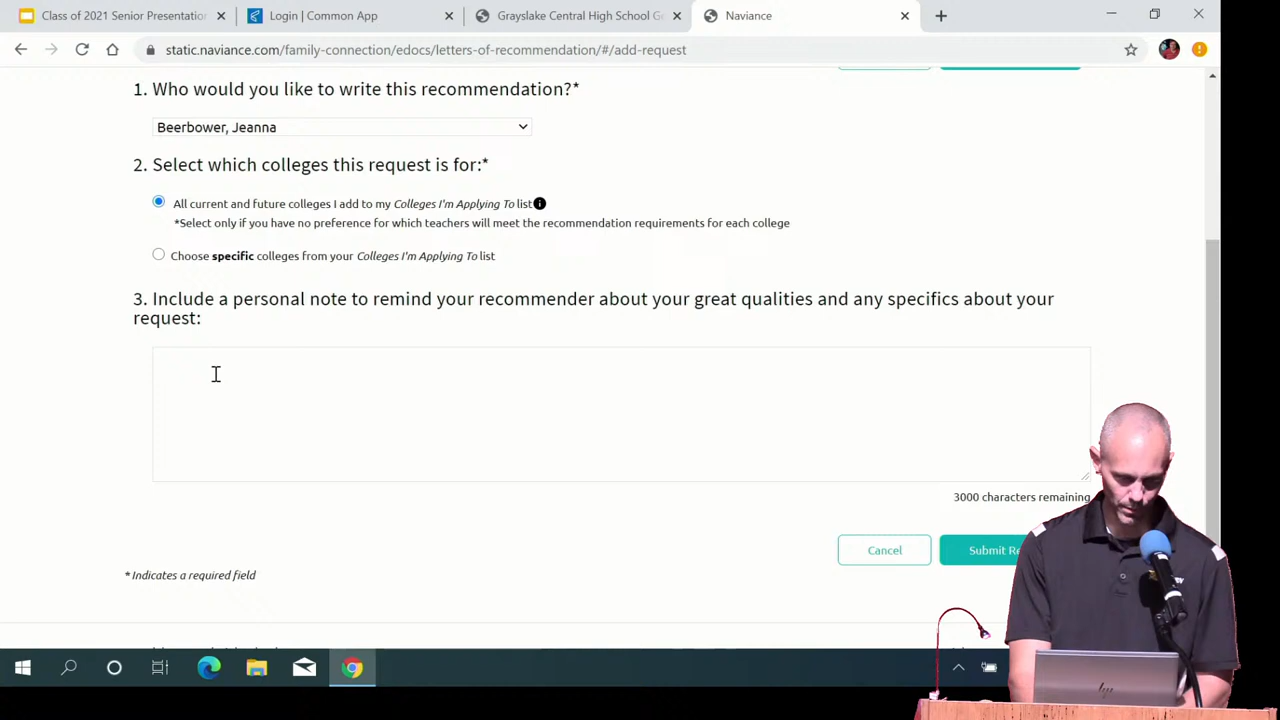 Class of 2021 Senior Presentation
Login | Common App
Grayslake Central High School G
Naviance
static.naviance.com/family-connection/edocs/letters-of-recommendation/#/add-request
1. Who would you like to write this recommendation?*
Beerbower, Jeanna
2. Select which colleges this request is for:*
All current and future colleges I add to my Colleges I'm Applying To list
*Select only if you have no preference for which teachers will meet the recommendation requirements for each college
Choose specific colleges from your Colleges I'm Applying To list
3. Include a personal note to remind your recommender about your great qualities and any specifics about your
request:
3000 characters remaining
Cancel
Submit Re
* Indicates a required field
hp